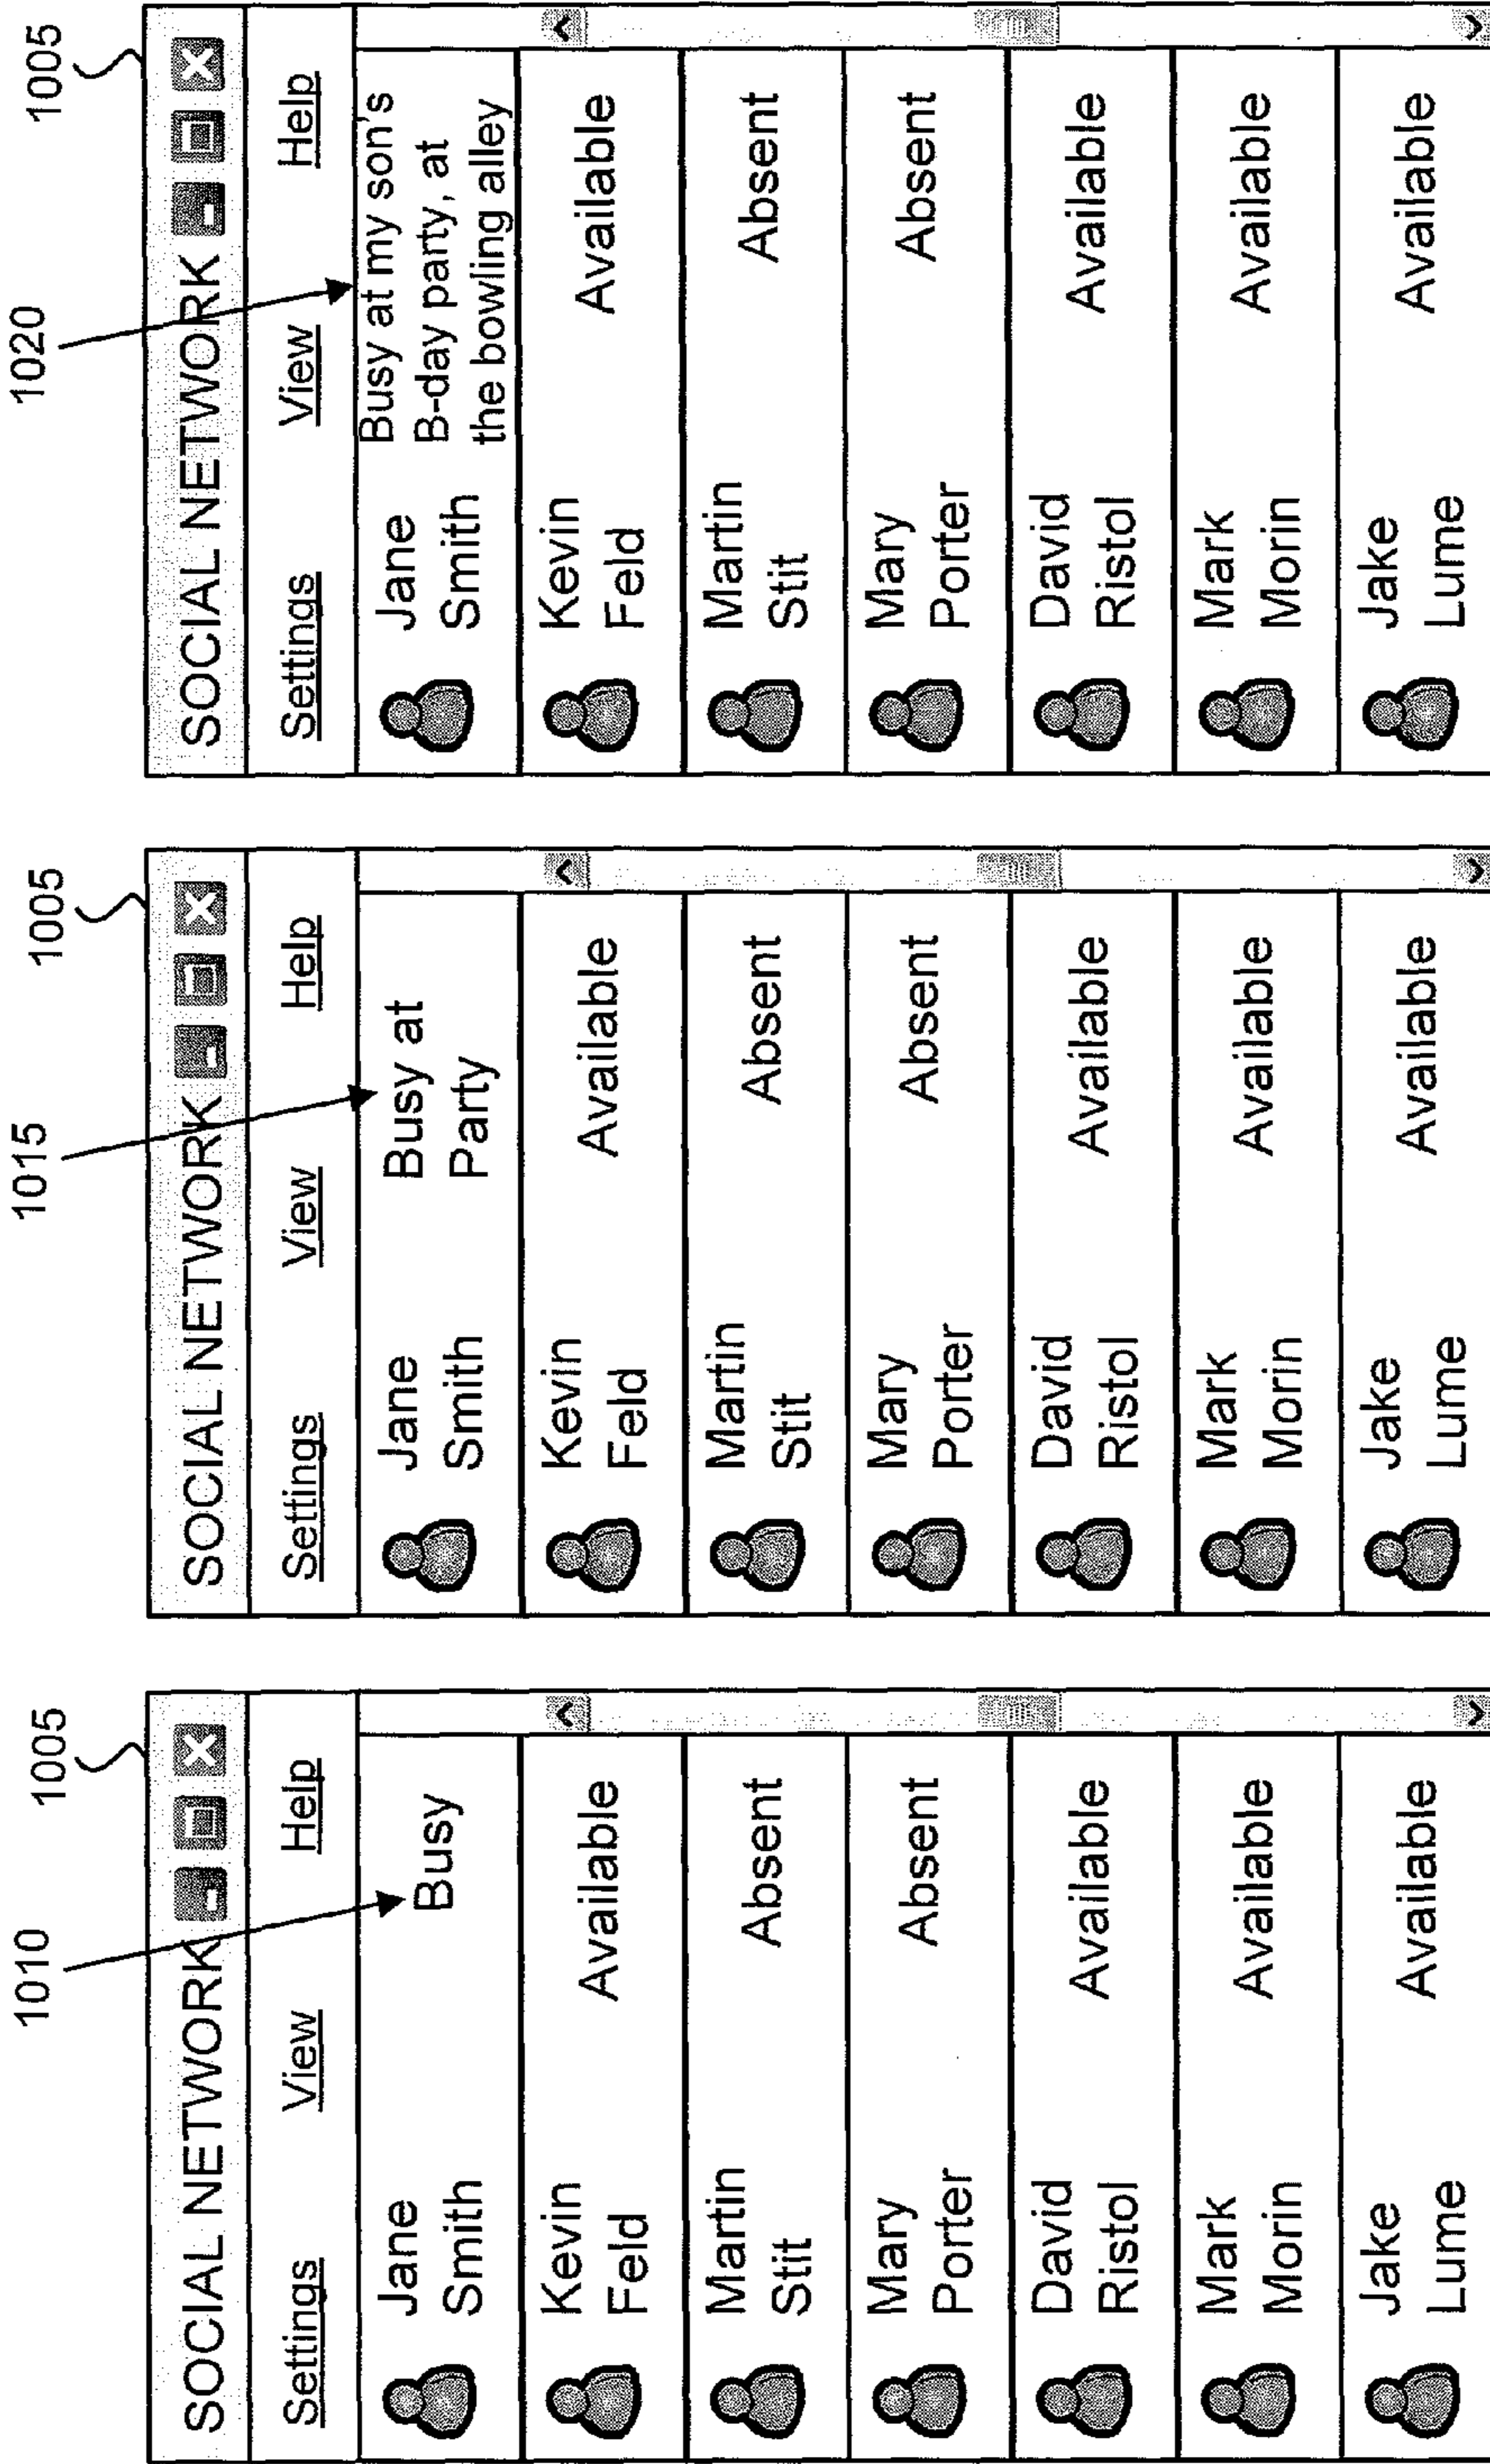 1010
1005
SOCIAL NETWORK
Settings View Help
Jane
Smith
Busy
Kevin
Feld
Available
Martin
Stit
Absent
Mary
Porter
Absent
David
Ristol
Available
Mark
Morin
Available
Jake
Lume
Available
1015
1005
SOCIAL NETWORK
Settings View Help
Jane
Smith
Busy at
Party
Kevin
Feld
Available
Martin
Stit
Absent
Mary
Porter
Absent
David
Ristol
Available
Mark
Morin
Available
Jake
Lume
Available
1020
1005
SOCIAL NETWORK
Settings View Help
Jane
Smith
Busy at my son's
B-day party, at
the bowling alley
Kevin
Feld
Available
Martin
Stit
Absent
Mary
Porter
Absent
David
Ristol
Available
Mark
Morin
Available
Jake
Lume
Available